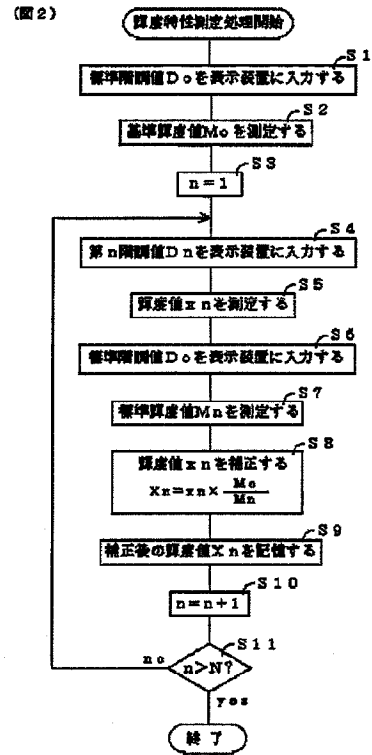 (図2)
輝度特性測定処理開始
S1
標準階調値Doを表示装置に入力する
S2
基準輝度値Moを測定する
S3
n=1
S4
第n階調値Dnを表示装置に入力する
S5
輝度値xnを測定する
S6
標準階調値Doを表示装置に入力する
S7
標準輝度値Mnを測定する
S8
輝度値xnを補正する
Xn=xn×Mo/Mn
S9
補正後の輝度値Xnを記憶する
S10
n=n+1
S11
n>N?
no
yes
終了